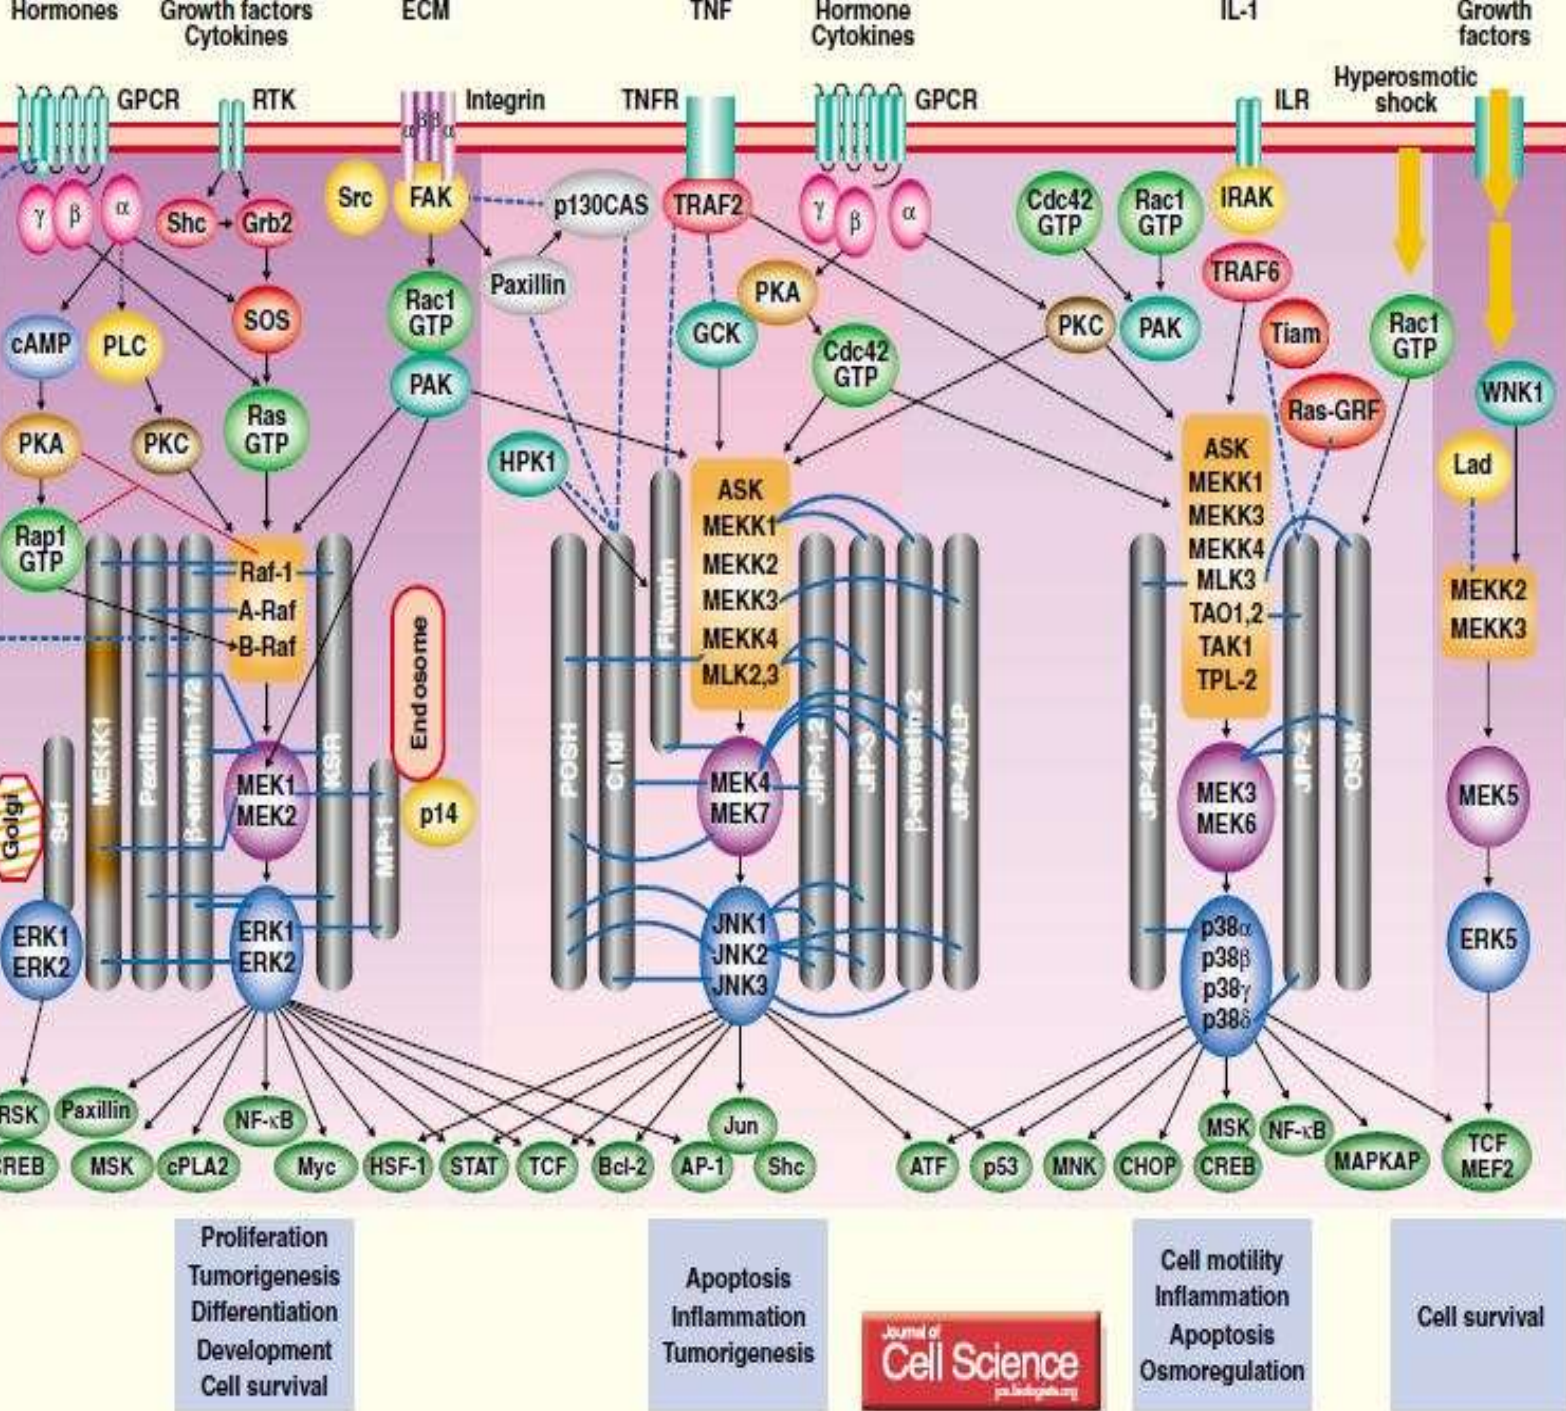 Hormones
Growth factors
Cytokines
ECM
TNF
Hormone
Cytokines
IL-1
Growth
factors
GPCR
RTK
Integrin
TNFR
GPCR
ILR
Hyperosmotic
shock
α
β
β
α
γ
β
α
Shc
Grb2
Src
FAK
p130CAS
TRAF2
γ
β
α
Cdc42
GTP
Rac1
GTP
IRAK
TRAF6
cAMP
PLC
SOS
Rac1
GTP
Paxillin
PKA
GCK
Cdc42
GTP
PKC
PAK
Tiam
Rac1
GTP
PAK
Ras
GTP
PKA
PKC
HPK1
Ras-GRF
WNK1
Lad
Rap1
GTP
Raf-1
A-Raf
B-Raf
ASK
MEKK1
MEKK2
MEKK3
MEKK4
MLK2,3
ASK
MEKK1
MEKK3
MEKK4
MLK3
TAO1,2
TAK1
TPL-2
MEKK2
MEKK3
Golgi
Sef
MEKK1
Paxillin
β-arrestin-1/2
KSR
MP-1
Endosome
p14
POSH
CrkII
Filamin
JIP-1,2
JIP-3
β-arrestin-2
JIP-4/JLP
JIP-4/JLP
JIP-2
OSM
MEK1
MEK2
MEK4
MEK7
MEK3
MEK6
MEK5
ERK1
ERK2
ERK1
ERK2
JNK1
JNK2
JNK3
p38α
p38β
p38γ
p38δ
ERK5
RSK
CREB
Paxillin
MSK
cPLA2
NF-κB
Myc
HSF-1
STAT
TCF
Bcl-2
AP-1
Jun
Shc
ATF
p53
MNK
CHOP
MSK
CREB
NF-κB
MAPKAP
TCF
MEF2
Proliferation
Tumorigenesis
Differentiation
Development
Cell survival
Apoptosis
Inflammation
Tumorigenesis
Journal of
Cell Science
jcs.biologists.org
Cell motility
Inflammation
Apoptosis
Osmoregulation
Cell survival